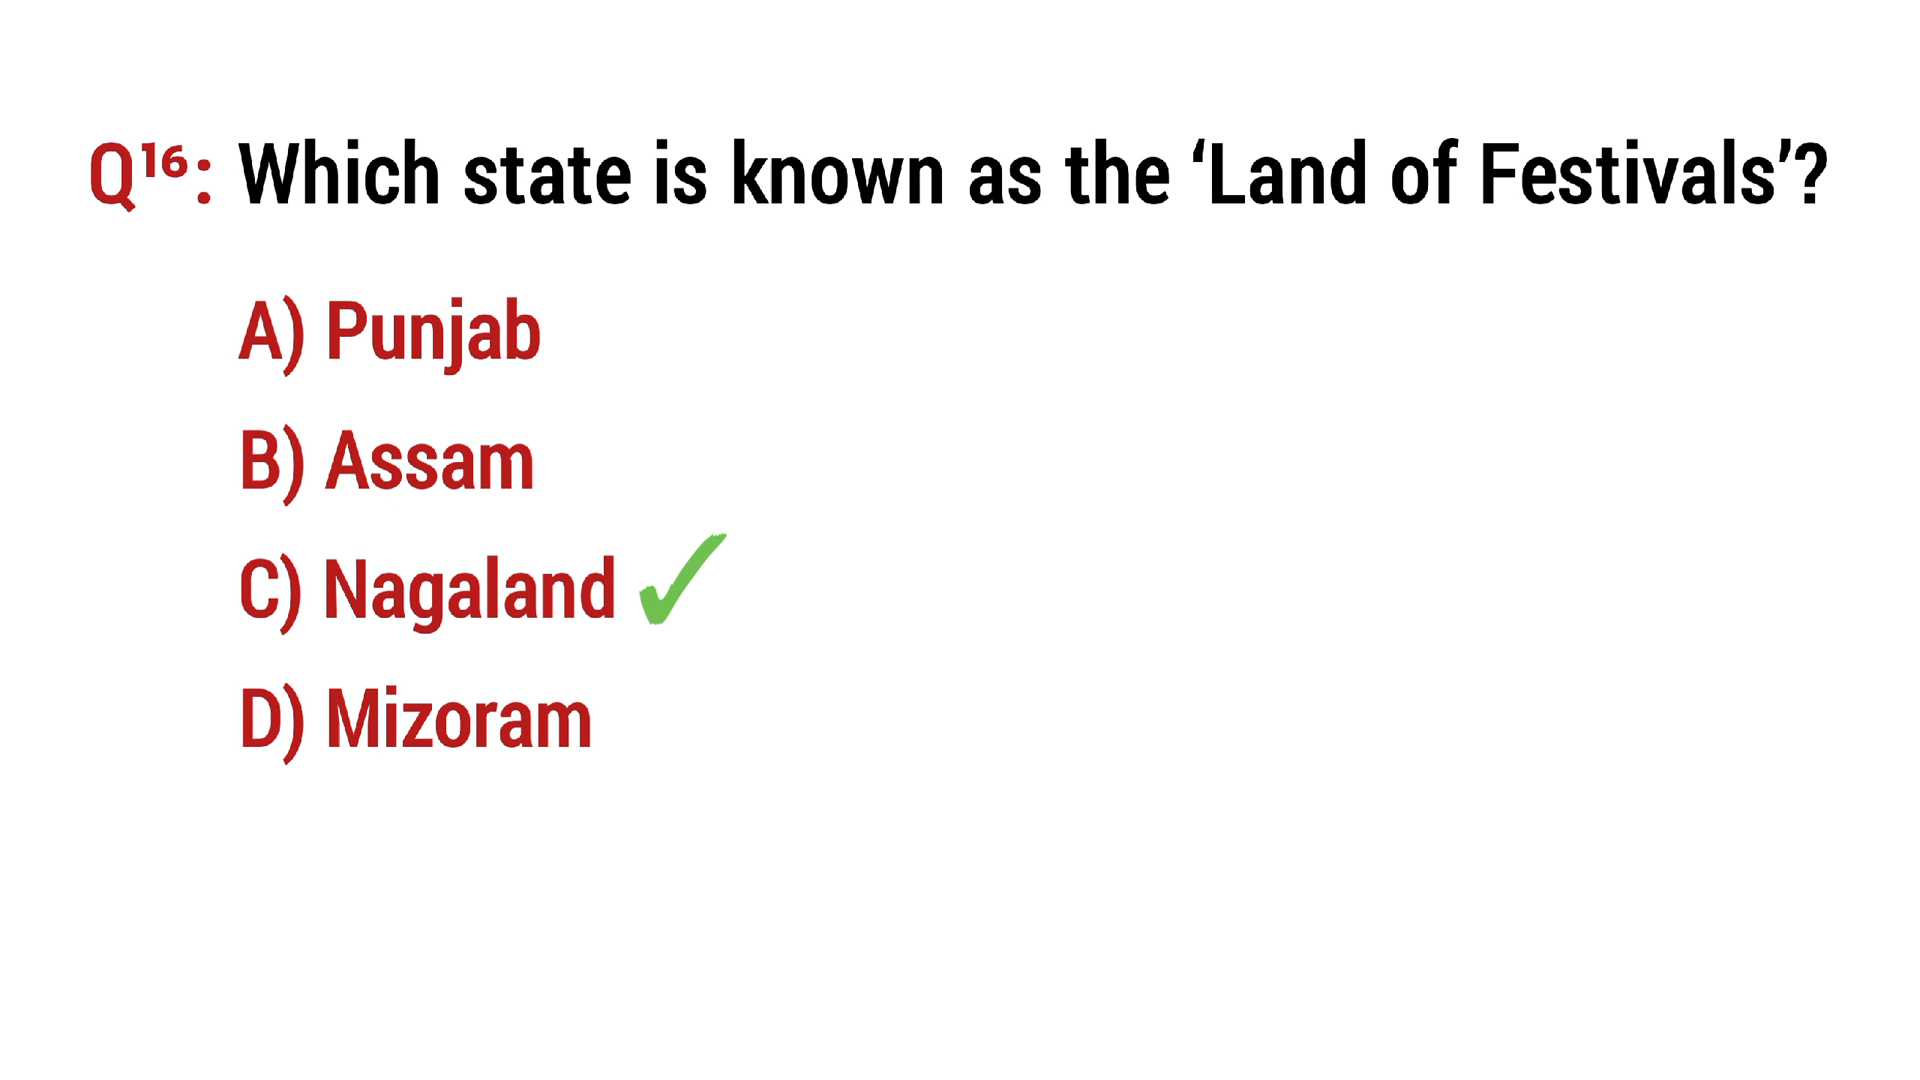 Q¹⁶: Which state is known as the ‘Land of Festivals’?
A) Punjab
B) Assam
C) Nagaland ✓
D) Mizoram